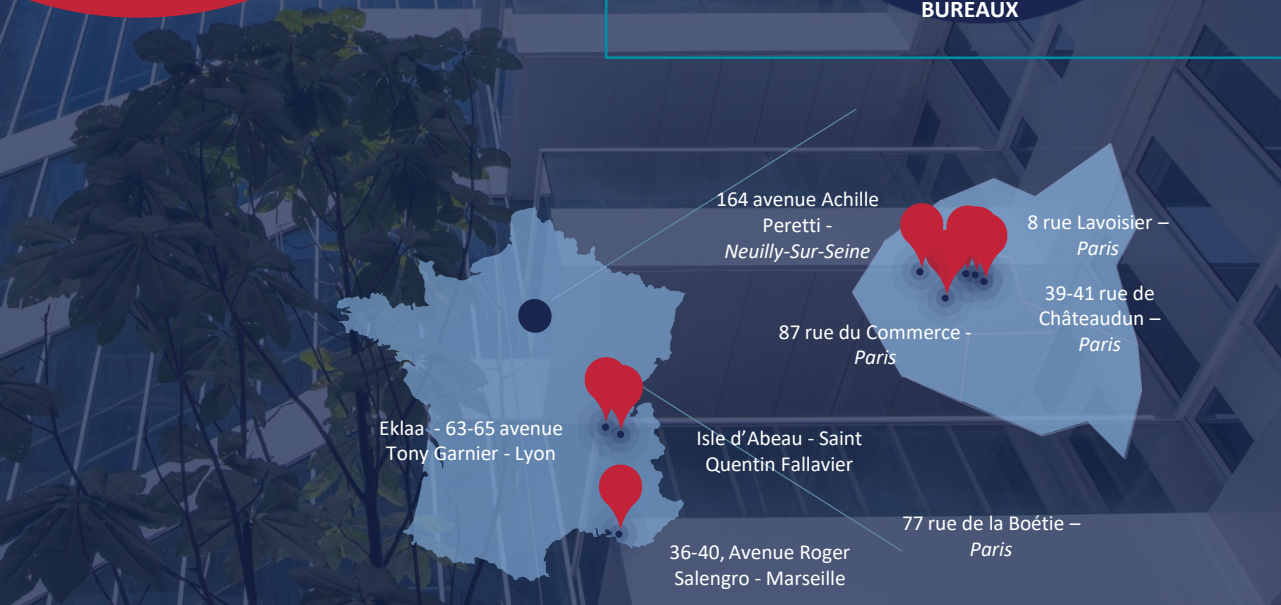 BUREAUX
164 avenue Achille
Peretti -
Neuilly-Sur-Seine
8 rue Lavoisier –
Paris
39-41 rue de
Châteaudun –
Paris
87 rue du Commerce -
Paris
Eklaa - 63-65 avenue
Tony Garnier - Lyon
Isle d’Abeau - Saint
Quentin Fallavier
77 rue de la Boétie –
Paris
36-40, Avenue Roger
Salengro - Marseille